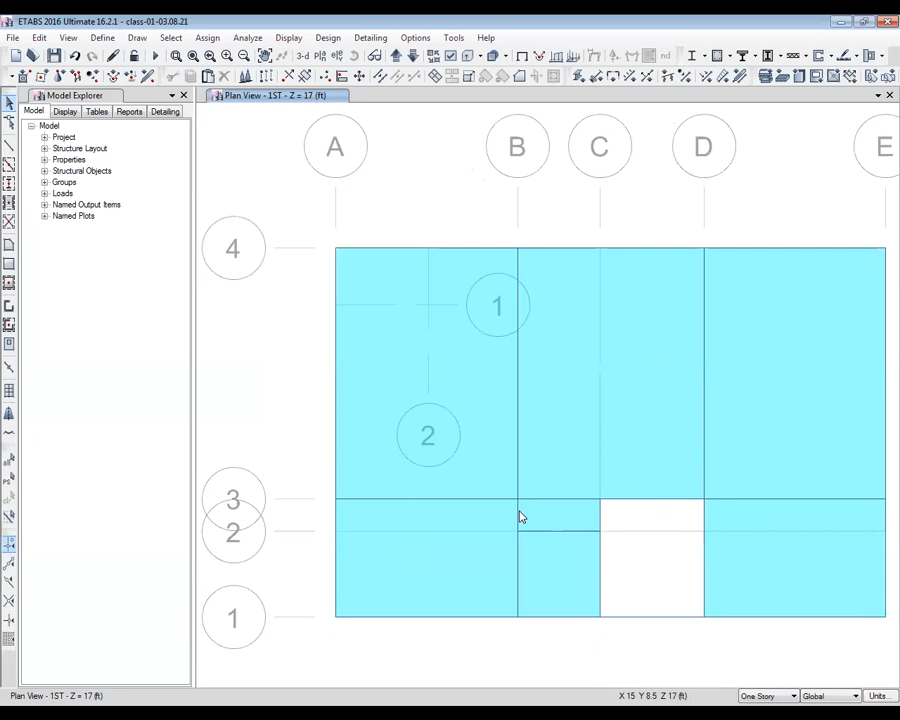 ETABS 2016 Ultimate 16.2.1 - class-01-03.08.21
File Edit View Define Draw Select Assign Analyze Display Design Detailing Options Tools Help
3-d
Model Explorer
Plan View - 1ST - Z = 17 (ft)
Model Display Tables Reports Detailing
Model
Project
Structure Layout
Properties
Structural Objects
Groups
Loads
Named Output Items
Named Plots
A B C D E
4
1
2
3
2
1
Plan View - 1ST - Z = 17 (ft)
X 15 Y 8.5 Z 17 (ft)
One Story
Global
Units...